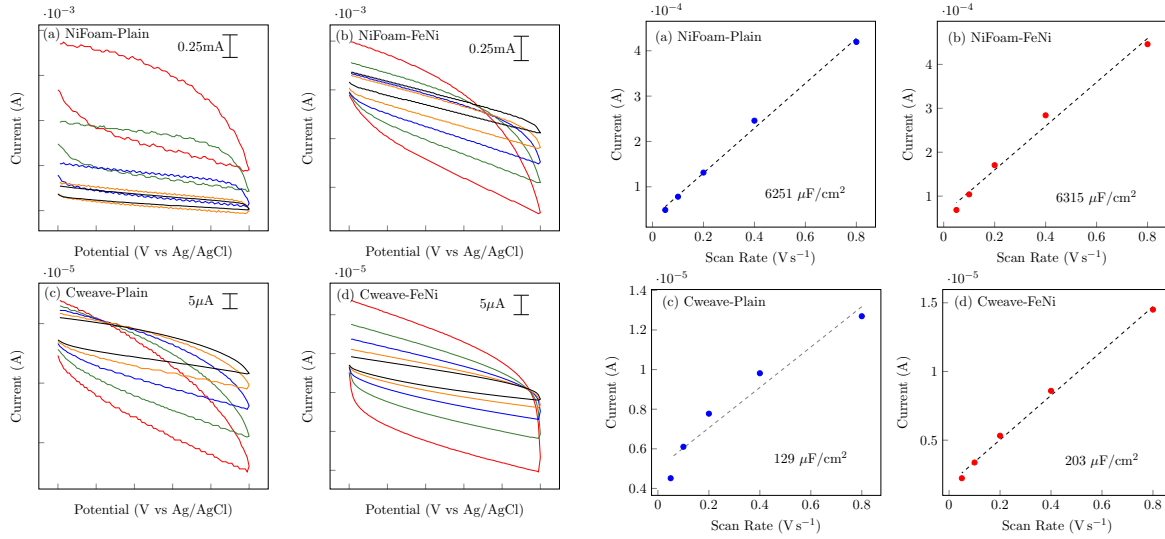 ·10⁻³
(a) NiFoam-Plain
0.25mA
Current (A)
Potential (V vs Ag/AgCl)
·10⁻³
(b) NiFoam-FeNi
0.25mA
Current (A)
Potential (V vs Ag/AgCl)
·10⁻⁵
(c) Cweave-Plain
5μA
Current (A)
Potential (V vs Ag/AgCl)
·10⁻⁵
(d) Cweave-FeNi
5μA
Current (A)
Potential (V vs Ag/AgCl)
·10⁻⁴
(a) NiFoam-Plain
4
3
2
1
Current (A)
6251 μF/cm²
0 0.2 0.4 0.6 0.8
Scan Rate (V s⁻¹)
·10⁻⁴
(b) NiFoam-FeNi
4
3
2
1
Current (A)
6315 μF/cm²
0 0.2 0.4 0.6 0.8
Scan Rate (V s⁻¹)
·10⁻⁵
(c) Cweave-Plain
1.4
1.2
1
0.8
0.6
0.4
Current (A)
129 μF/cm²
0 0.2 0.4 0.6 0.8
Scan Rate (V s⁻¹)
·10⁻⁵
(d) Cweave-FeNi
1.5
1
0.5
Current (A)
203 μF/cm²
0 0.2 0.4 0.6 0.8
Scan Rate (V s⁻¹)